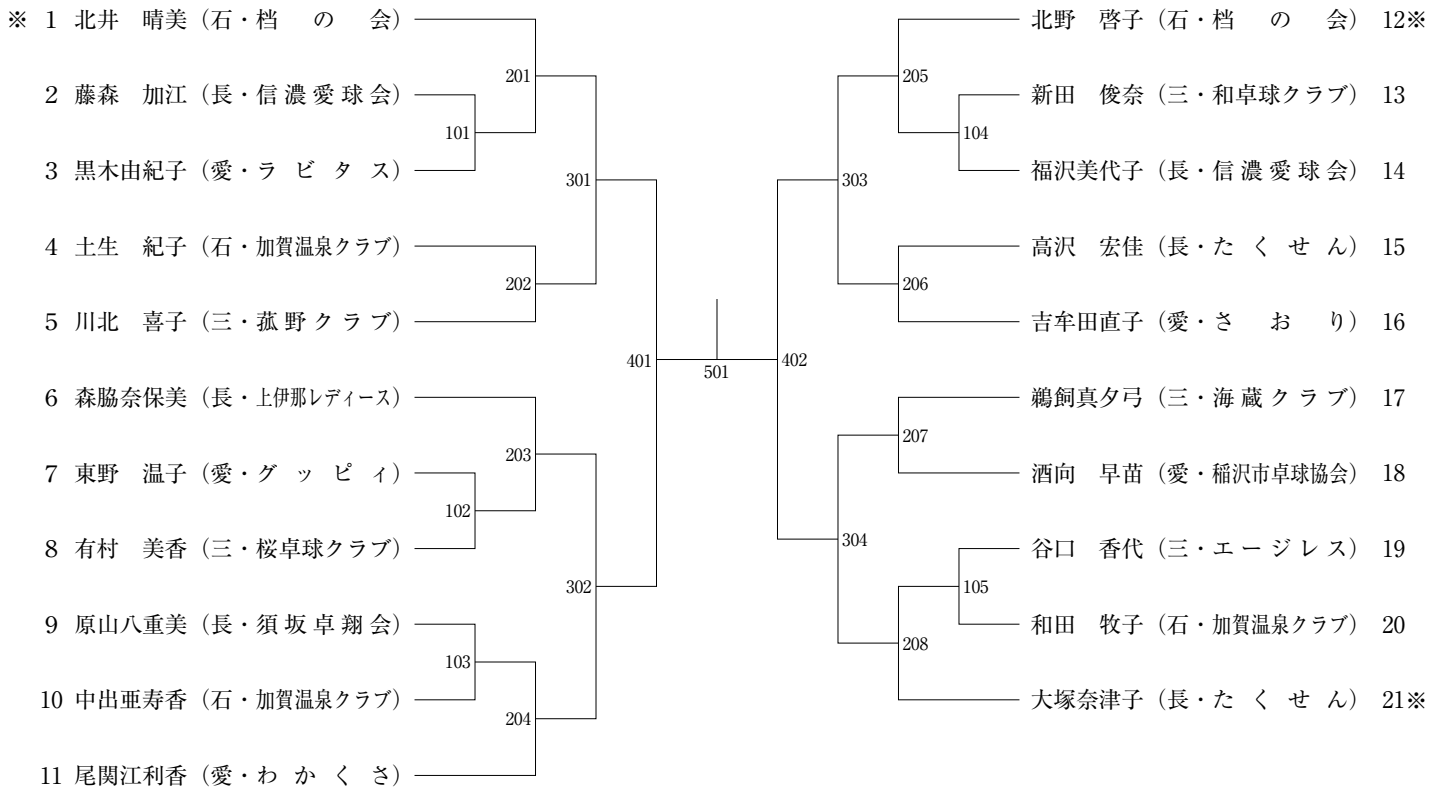 ※ 1 北井　晴美（石・档の会）
2 藤森　加江（長・信濃愛球会）
3 黒木由紀子（愛・ラビタス）
4 土生　紀子（石・加賀温泉クラブ）
5 川北　喜子（三・菰野クラブ）
6 森脇奈保美（長・上伊那レディース）
7 東野　温子（愛・グッピィ）
8 有村　美香（三・桜卓球クラブ）
9 原山八重美（長・須坂卓翔会）
10 中出亜寿香（石・加賀温泉クラブ）
11 尾関江利香（愛・わかくさ）
101
102
103
201
202
203
204
301
302
401
501
402
303
304
205
206
207
208
104
105
北野　啓子（石・档の会） 12※
新田　俊奈（三・和卓球クラブ） 13
福沢美代子（長・信濃愛球会） 14
高沢　宏佳（長・たくせん） 15
吉牟田直子（愛・さおり） 16
鵜飼真夕弓（三・海蔵クラブ） 17
酒向　早苗（愛・稲沢市卓球協会） 18
谷口　香代（三・エージレス） 19
和田　牧子（石・加賀温泉クラブ） 20
大塚奈津子（長・たくせん） 21※